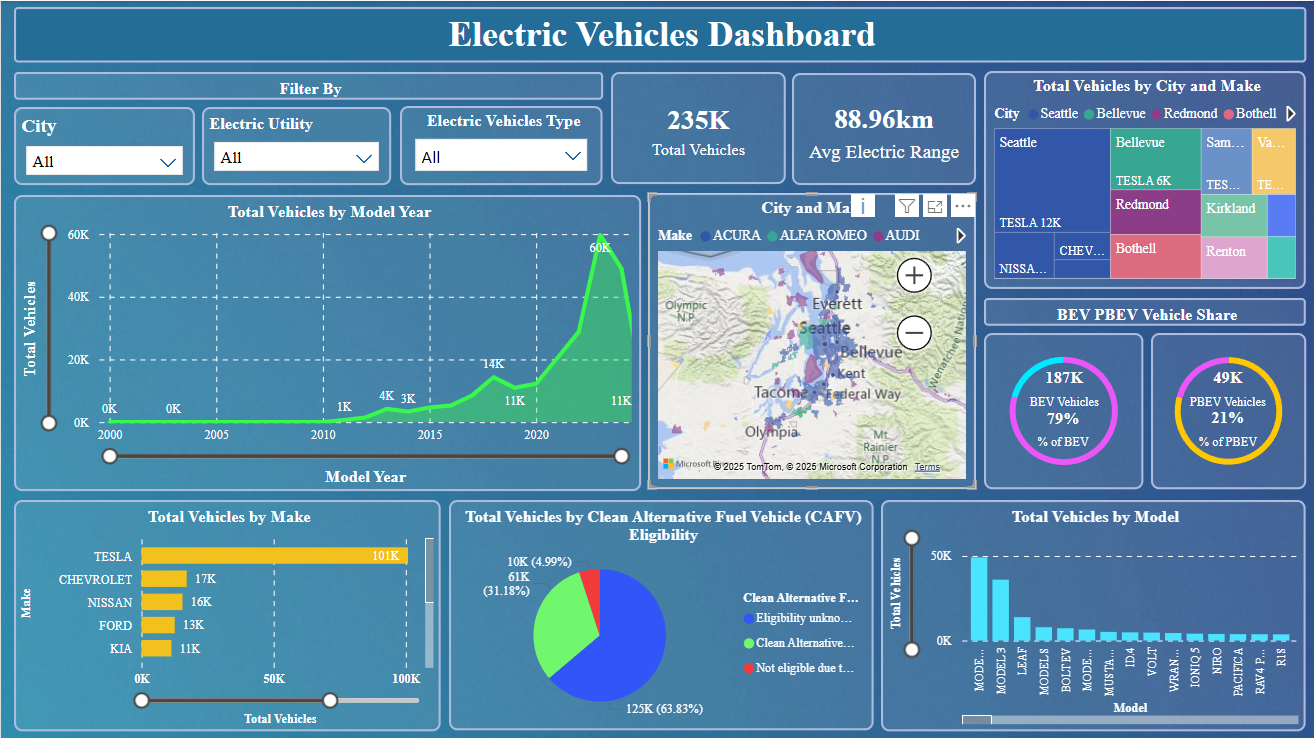 Electric Vehicles Dashboard
Filter By
City
All
Electric Utility
All
Electric Vehicles Type
All
235K
Total Vehicles
88.96km
Avg Electric Range
Total Vehicles by City and Make
City Seattle Bellevue Redmond Bothell
Seattle
TESLA 12K
NISSA...
CHEV...
Bellevue
TESLA 6K
Redmond
Bothell
Sam...
TES...
Va...
TE...
Kirkland
Renton
Total Vehicles by Model Year
Total Vehicles
60K
40K
20K
0K
0K
0K
1K
4K
3K
14K
11K
60K
11K
2000
2005
2010
2015
2020
Model Year
City and Ma
Make ACURA ALFA ROMEO AUDI
Olympic
N.P.
Everett
Seattle
Bellevue
Kent
Tacoma
Federal Way
Olympia
Mt
Rainier
N.P.
Wenatchee Natio
Microsoft
© 2025 TomTom, © 2025 Microsoft Corporation Terms
BEV PBEV Vehicle Share
187K
BEV Vehicles
79%
% of BEV
49K
PBEV Vehicles
21%
% of PBEV
Total Vehicles by Make
Make
TESLA
101K
CHEVROLET
17K
NISSAN
16K
FORD
13K
KIA
11K
0K
50K
100K
Total Vehicles
Total Vehicles by Clean Alternative Fuel Vehicle (CAFV)
Eligibility
10K (4.99%)
61K
(31.18%)
125K (63.83%)
Clean Alternative F...
Eligibility unkno...
Clean Alternative...
Not eligible due t...
Total Vehicles by Model
Total Vehicles
50K
0K
MODE...
MODEL 3
LEAF
MODEL S
BOLT EV
MODE...
MUSTA...
ID.4
VOLT
WRAN...
IONIQ 5
NIRO
PACIFICA
RAV4 P...
R1S
Model